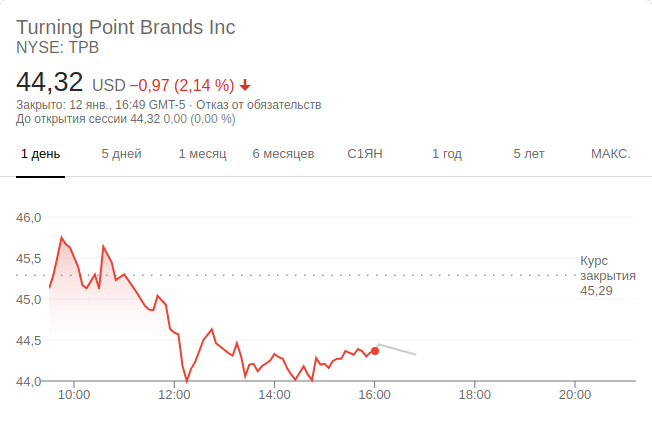 Turning Point Brands Inc
NYSE: TPB
44,32 USD −0,97 (2,14 %)
Закрыто: 12 янв., 16:49 GMT-5 · Отказ от обязательств
До открытия сессии 44,32 0,00 (0,00 %)
1 день 5 дней 1 месяц 6 месяцев С1ЯН 1 год 5 лет МАКС.
46,0
45,5
45,0
44,5
44,0
Курс
закрытия
45,29
10:00 12:00 14:00 16:00 18:00 20:00